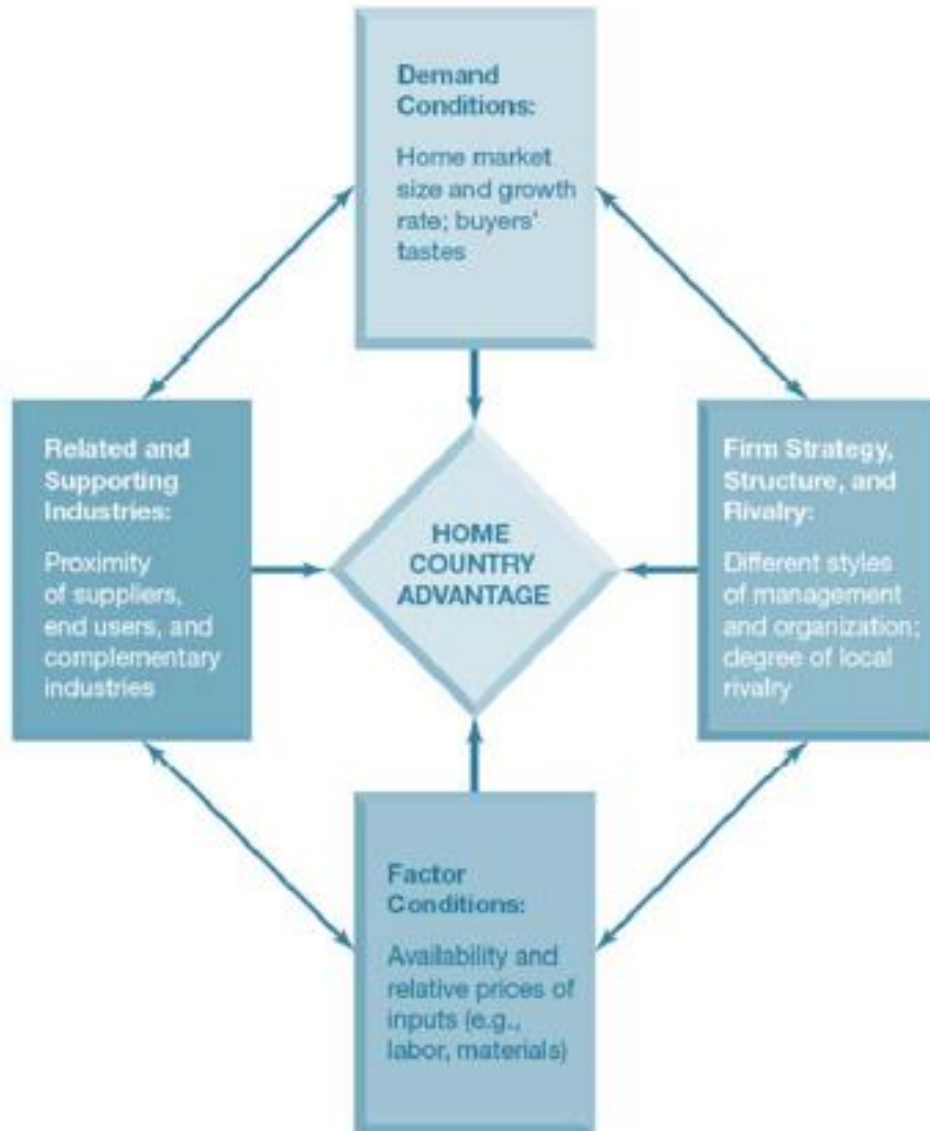 Demand
Conditions:
Home market
size and growth
rate; buyers'
tastes
Related and
Supporting
Industries:
Proximity
of suppliers,
end users, and
complementary
industries
HOME
COUNTRY
ADVANTAGE
Firm Strategy,
Structure, and
Rivalry:
Different styles
of management
and organization;
degree of local
rivalry
Factor
Conditions:
Availability and
relative prices of
inputs (e.g.,
labor, materials)